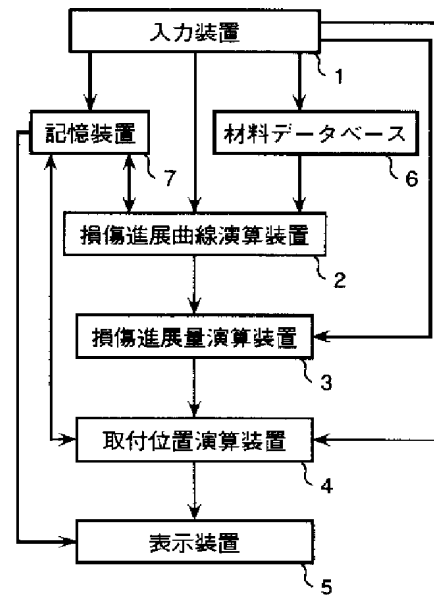 入力装置
1
記憶装置
7
材料データベース
6
損傷進展曲線演算装置
2
損傷進展量演算装置
3
取付位置演算装置
4
表示装置
5